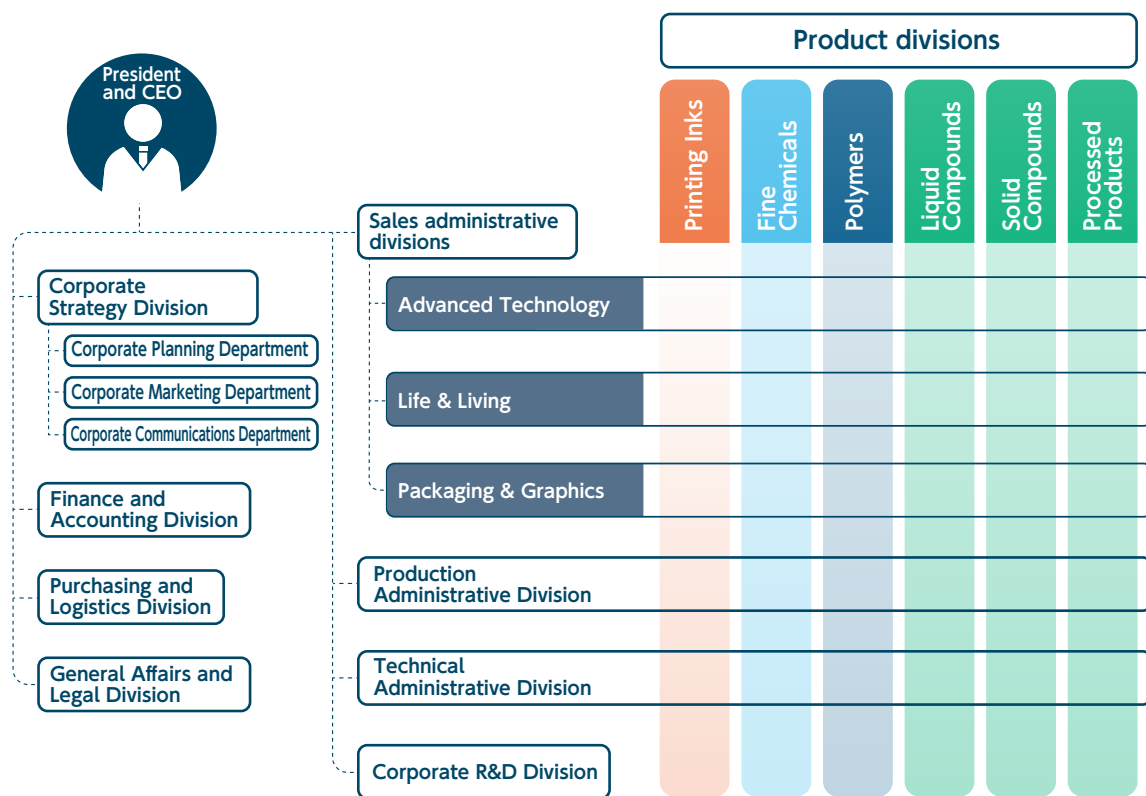 President
and CEO
Product divisions
Printing Inks
Fine
Chemicals
Polymers
Liquid
Compounds
Solid
Compounds
Processed
Products
Sales administrative
divisions
Corporate
Strategy Division
Corporate Planning Department
Corporate Marketing Department
Corporate Communications Department
Finance and
Accounting Division
Purchasing and
Logistics Division
General Affairs and
Legal Division
Advanced Technology
Life & Living
Packaging & Graphics
Production
Administrative Division
Technical
Administrative Division
Corporate R&D Division